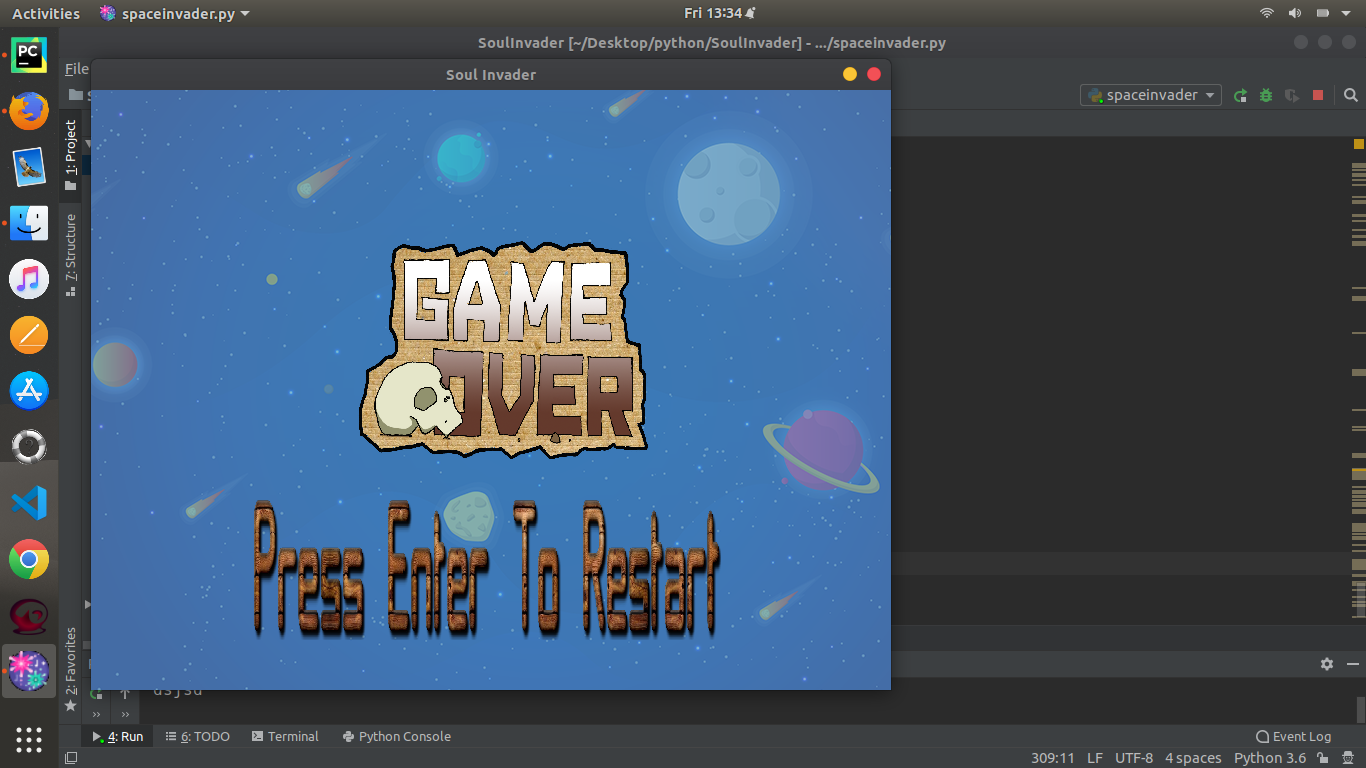 Activities
spaceinvader.py
Fri 13:34
SoulInvader [~/Desktop/python/SoulInvader] - .../spaceinvader.py
File
Soul Invader
spaceinvader
1: Project
7: Structure
2: Favorites
PC
GAME
OVER
Press Enter To Restart
4: Run
6: TODO
Terminal
Python Console
Event Log
309:11
LF
UTF-8
4 spaces
Python 3.6